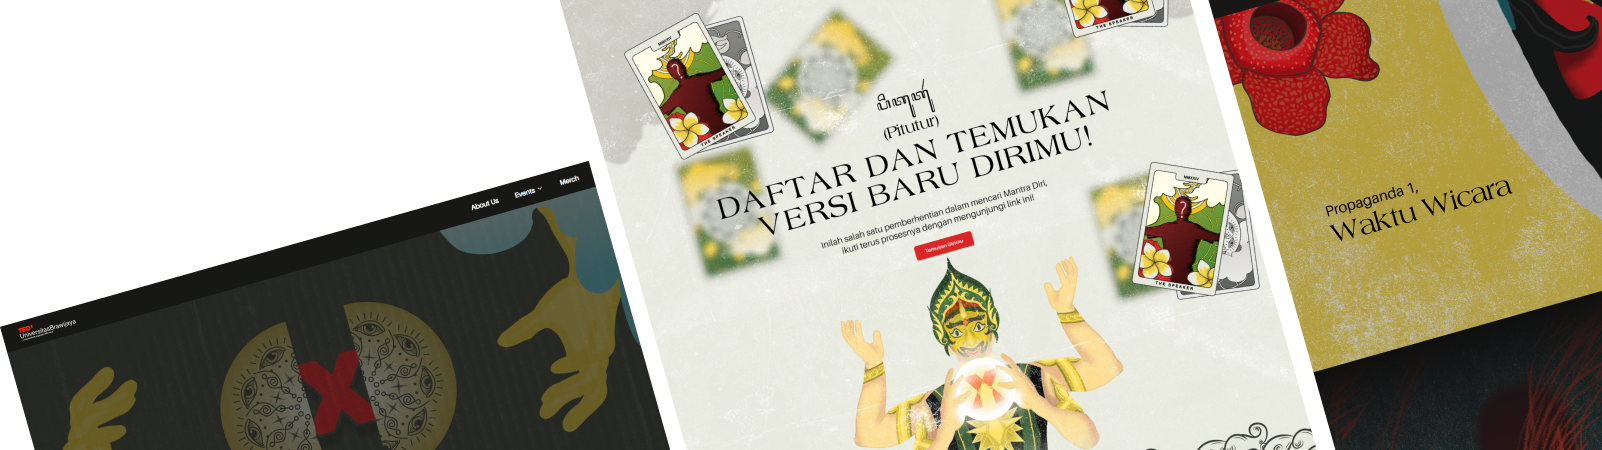 TEDx
UniversitasBrawijaya
About Us
Events
Merch
MMXXIV
THE SPEAKER
THE SPEAKER
(Pitutur)
DAFTAR DAN TEMUKAN
VERSI BARU DIRIMU!
Inilah salah satu pemberhentian dalam mencari Mantra Diri,
ikuti terus prosesnya dengan mengunjungi link ini!
Temukan Dirimu
MMXXIV
THE SPEAKER
X
Propaganda 1,
Waktu Wicara